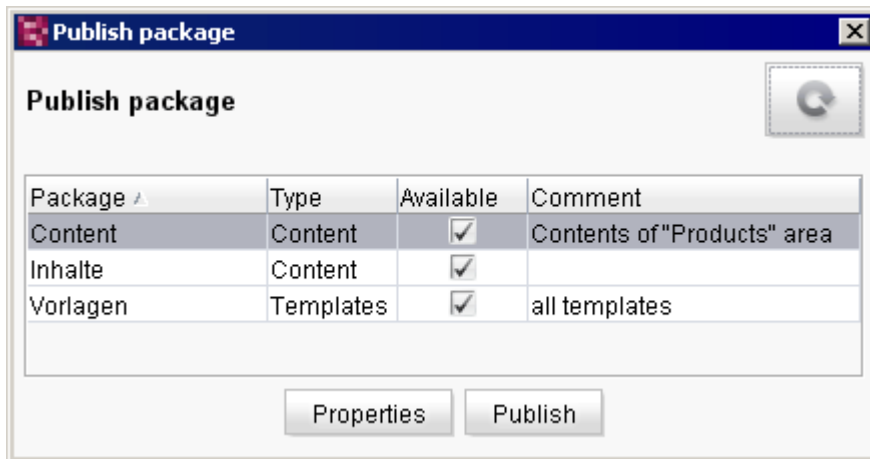 Publish package
Publish package
Package Type Available Comment
Content Content Contents of"Products" area
Inhalte Content
Vorlagen Templates all templates
Properties Publish